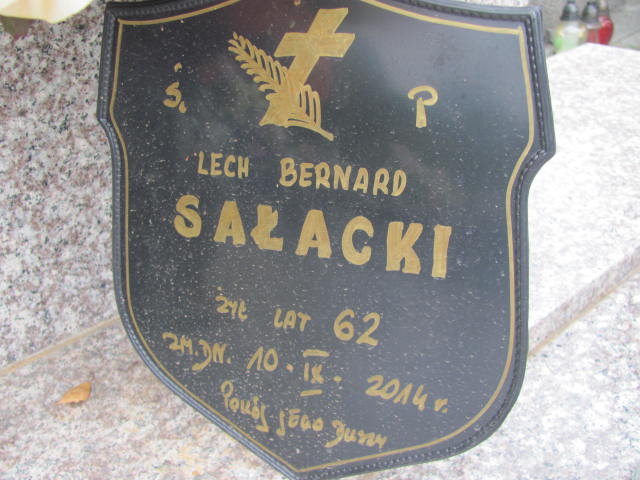 Ś. P
LECH BERNARD
SAŁACKI
ŻYŁ LAT 62
ZM. DN. 10. IX. 2014 r.
Pokój jEGO Duszy